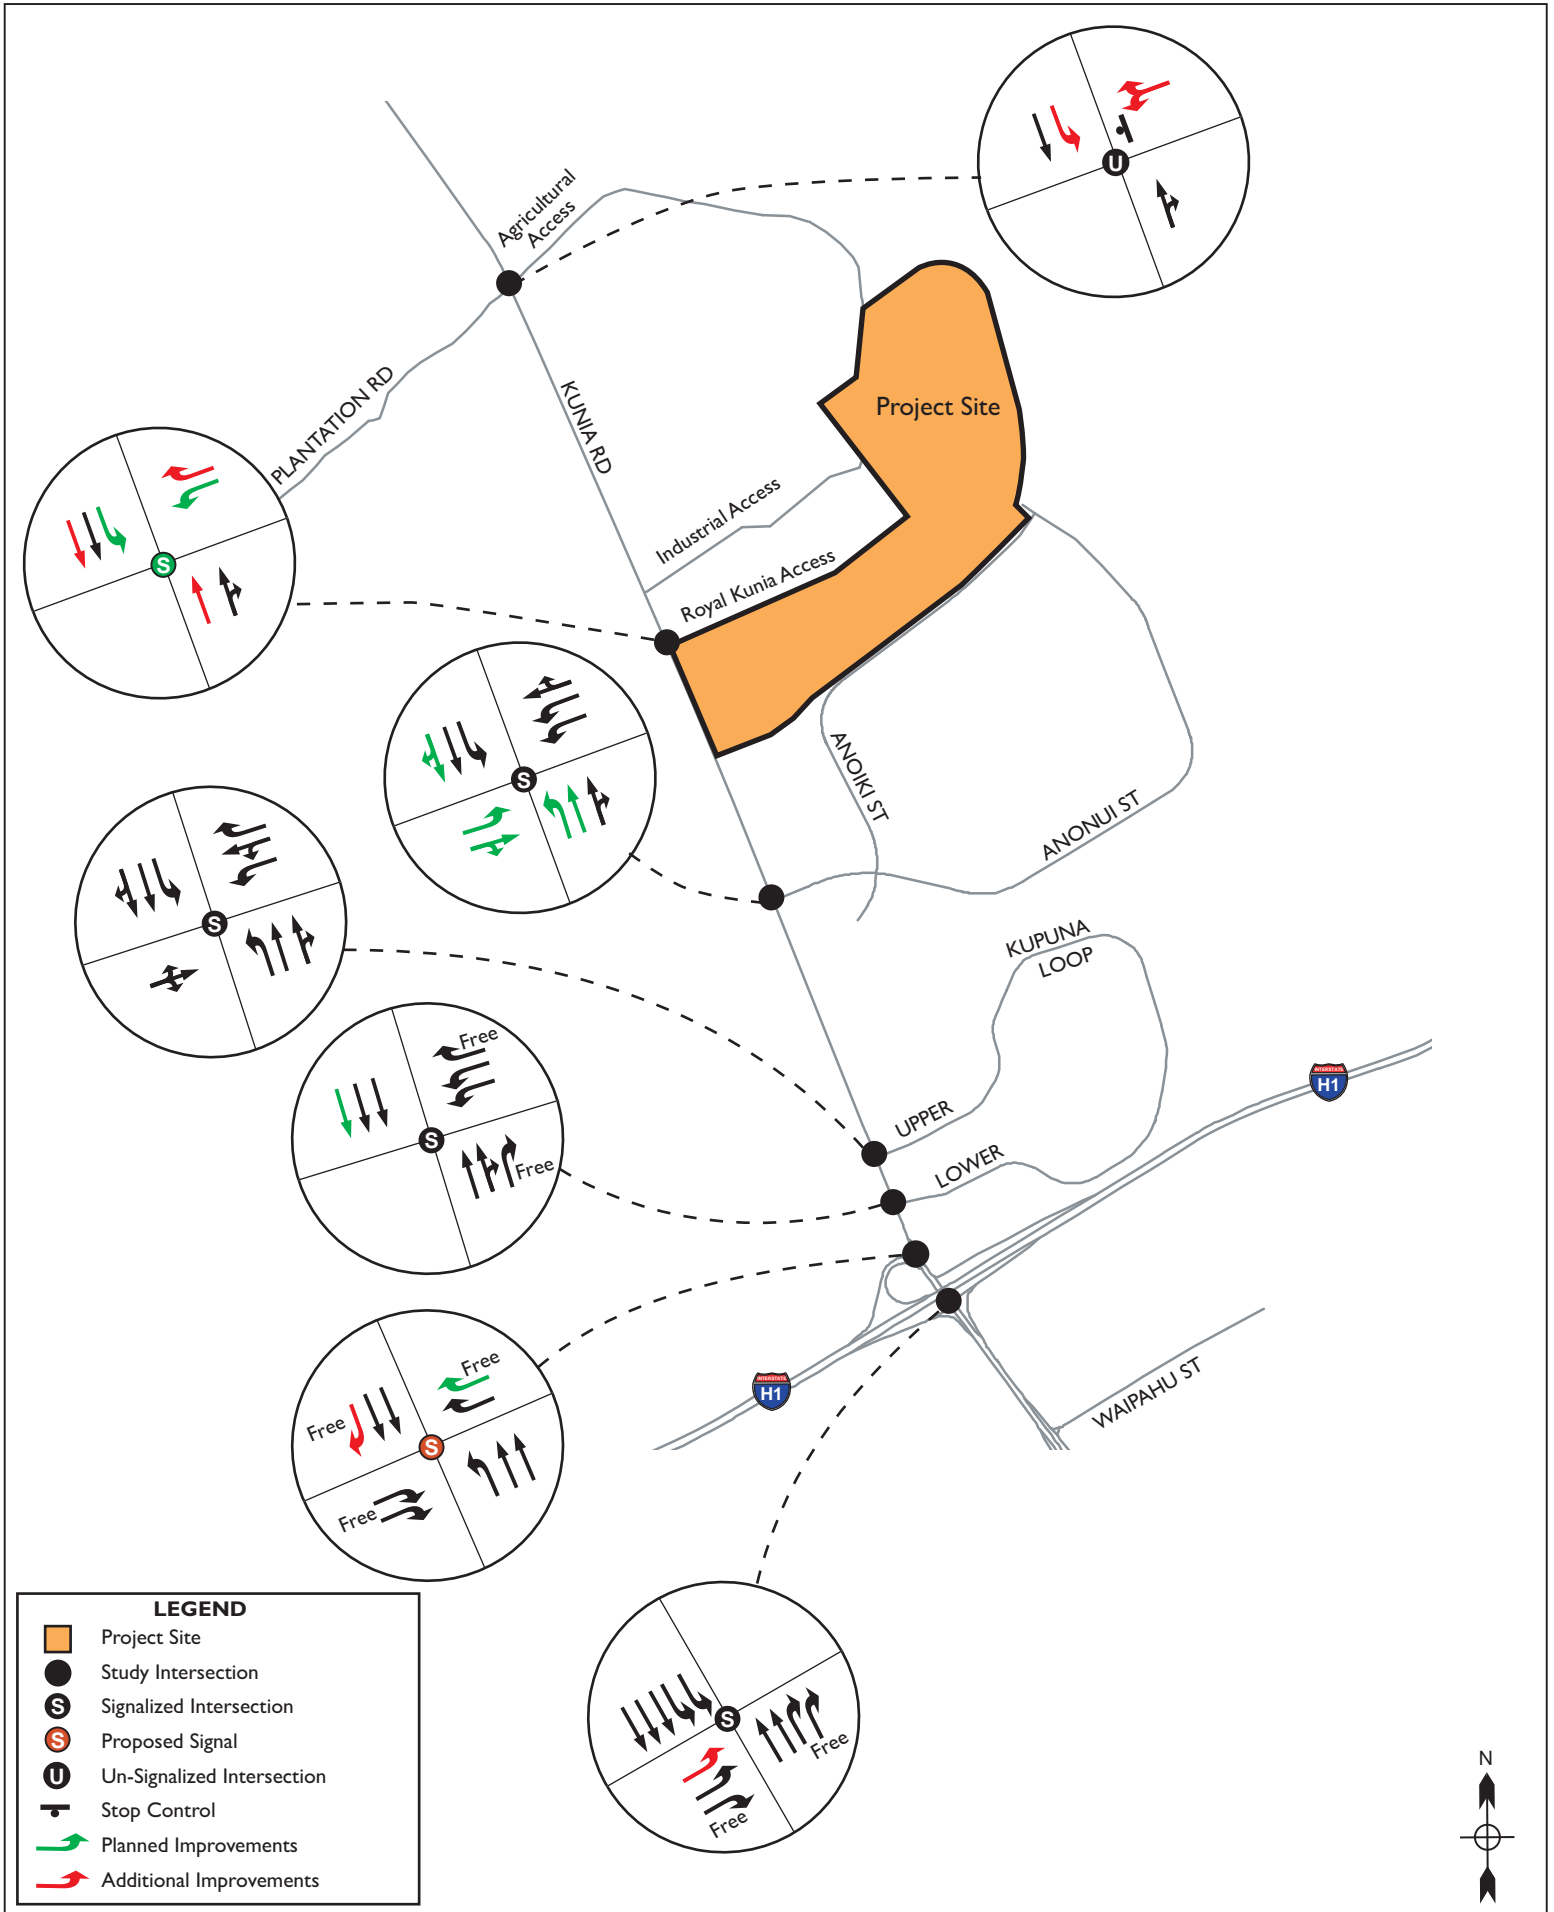 U
Agricultural
Access
PLANTATION RD
KUNIA RD
Project Site
S
Industrial Access
Royal Kunia Access
S
ANOIKI ST
ANONUI ST
S
KUPUNA
LOOP
Free
S
Free
UPPER
LOWER
INTERSTATE
H1
Free
Free
S
Free
INTERSTATE
H1
WAIPAHU ST
S
Free
Free
LEGEND
Project Site
Study Intersection
S Signalized Intersection
S Proposed Signal
U Un-Signalized Intersection
Stop Control
Planned Improvements
Additional Improvements
N